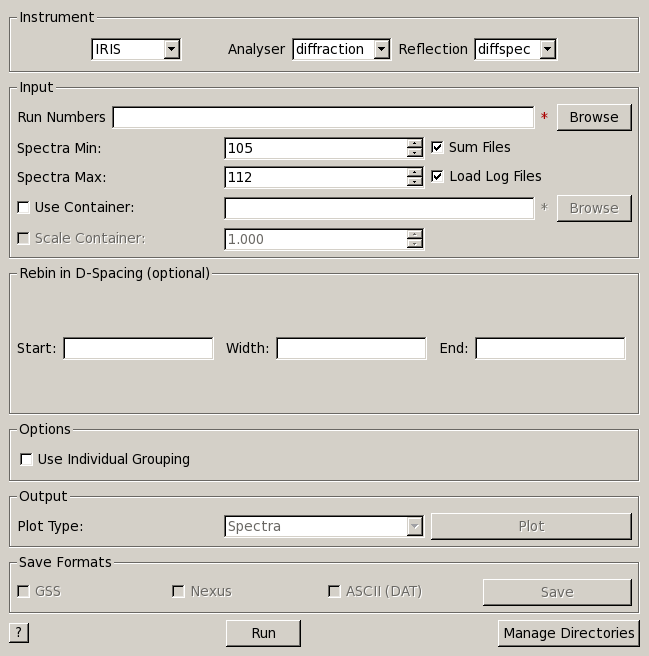 Instrument
IRIS Analyser diffraction Reflection diffspec
Input
Run Numbers * Browse
Spectra Min: 105 Sum Files
Spectra Max: 112 Load Log Files
Use Container: * Browse
Scale Container: 1.000
Rebin in D-Spacing (optional)
Start: Width: End:
Options
Use Individual Grouping
Output
Plot Type: Spectra Plot
Save Formats
GSS Nexus ASCII (DAT) Save
? Run Manage Directories